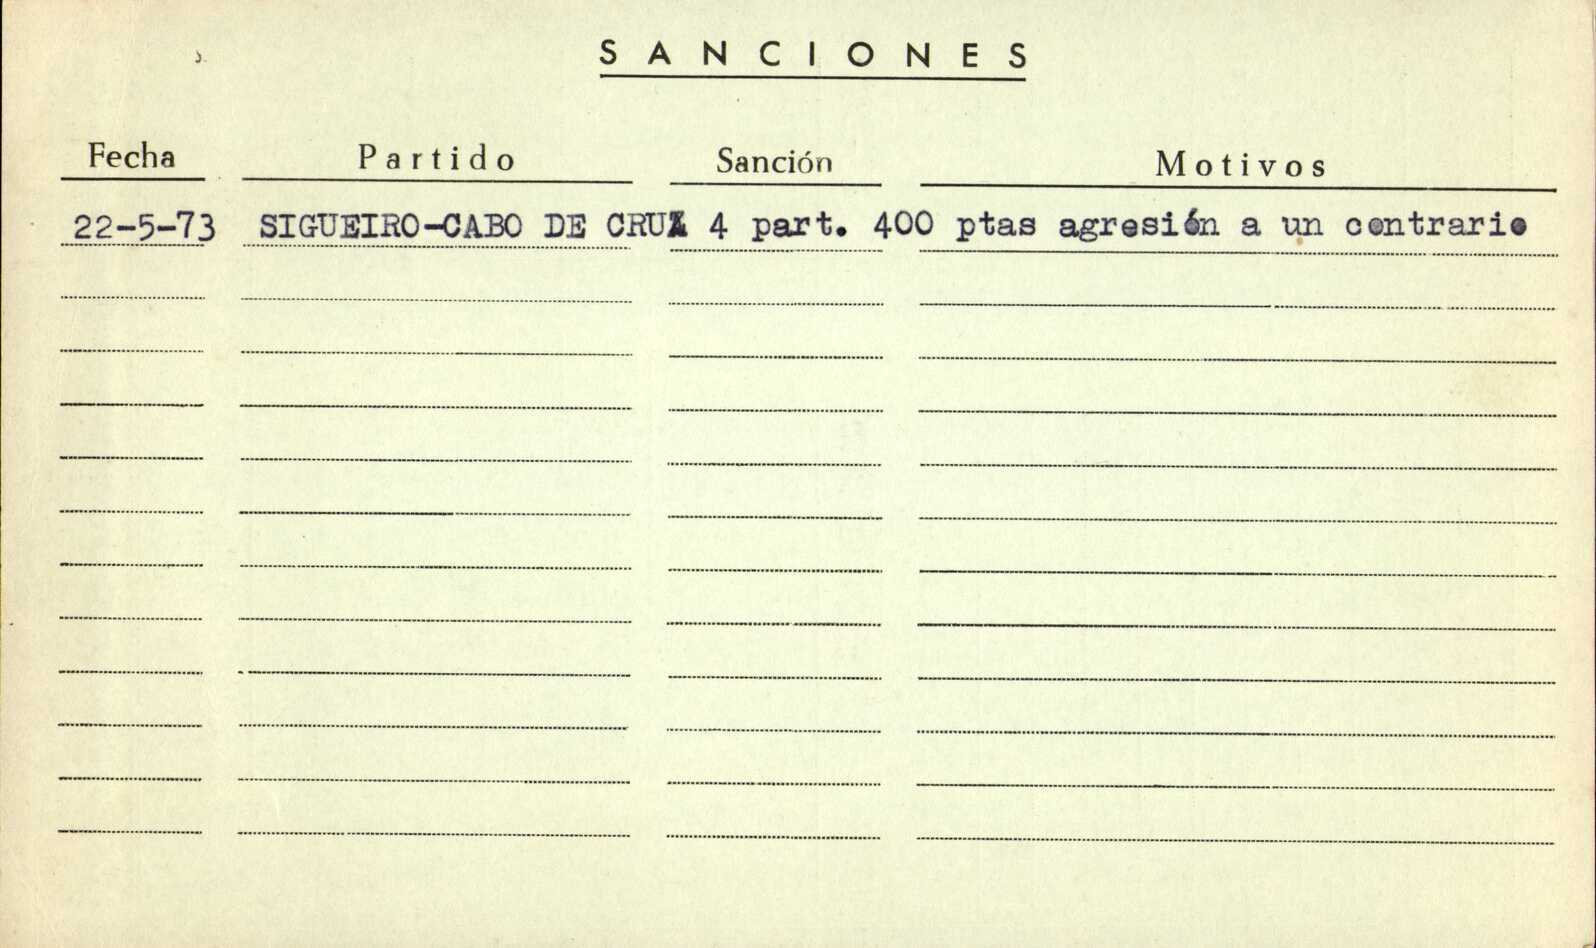 SANCIONES
Fecha Partido Sanción Motivos
22-5-73 SIGUEIRO-CABO DE CRUZ 4 part. 400 ptas agresión a un contrario